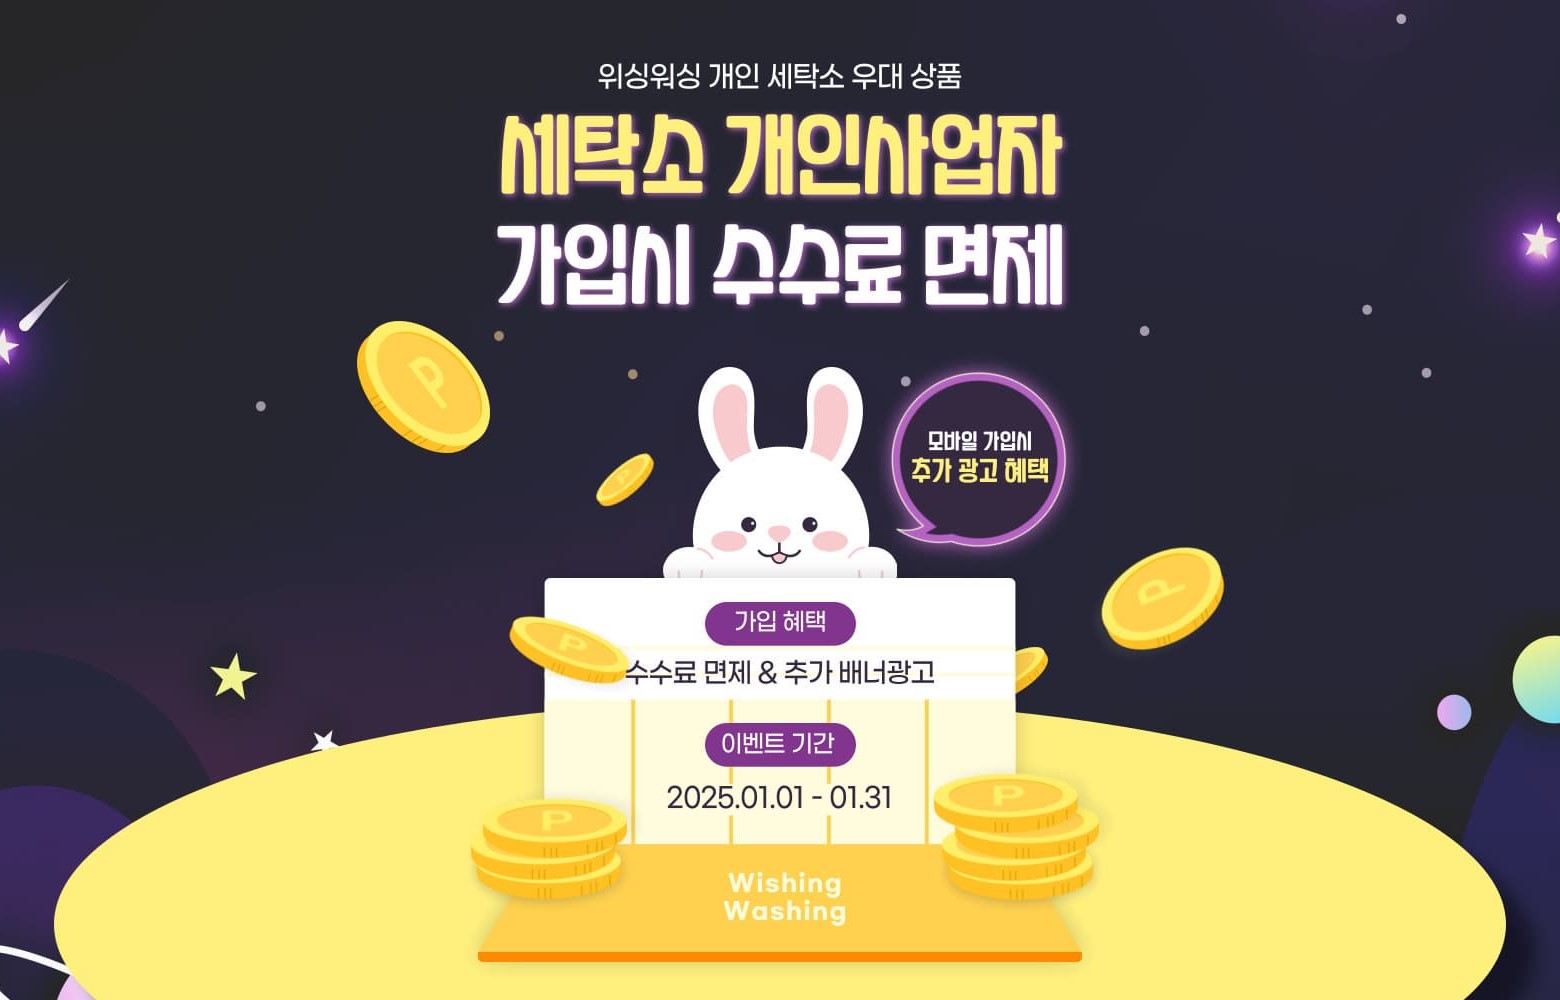 위싱워싱 개인 세탁소 우대 상품
세탁소 개인사업자
가입시 수수료 면제
모바일 가입시
추가 광고 혜택
가입 혜택
수수료 면제 & 추가 배너광고
이벤트 기간
2025.01.01 - 01.31
P
P
P
P
P
P
Wishing
Washing